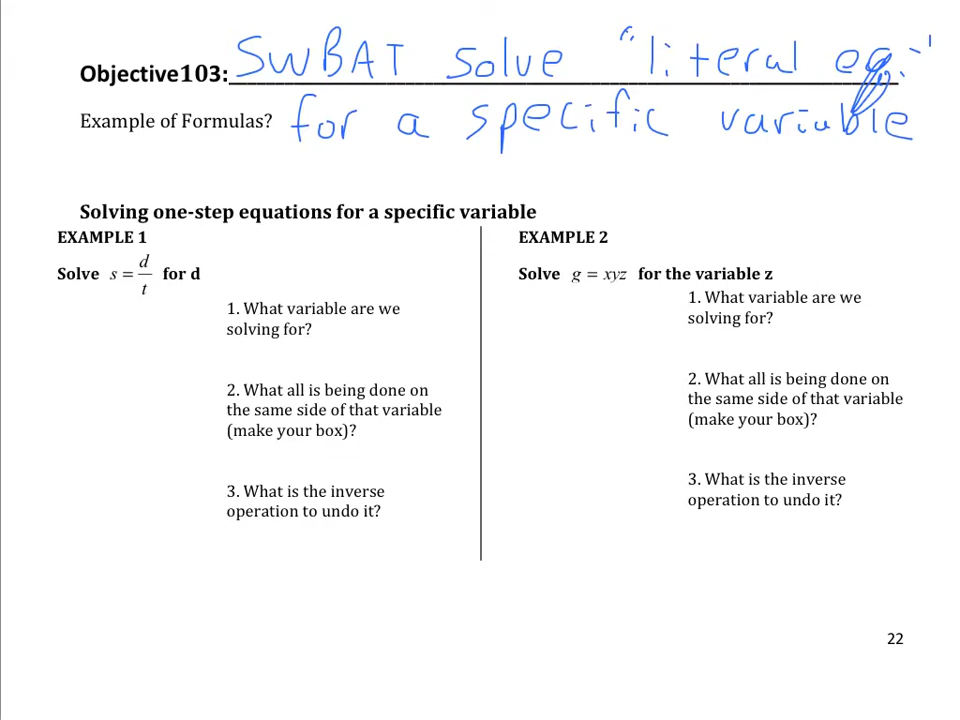 Objective103: SWBAT solve "literal eq."
Example of Formulas? for a specific variable
Solving one-step equations for a specific variable
EXAMPLE 1
Solve s = d/t for d
1. What variable are we
solving for?
2. What all is being done on
the same side of that variable
(make your box)?
3. What is the inverse
operation to undo it?
EXAMPLE 2
Solve g = xyz for the variable z
1. What variable are we
solving for?
2. What all is being done on
the same side of that variable
(make your box)?
3. What is the inverse
operation to undo it?
22